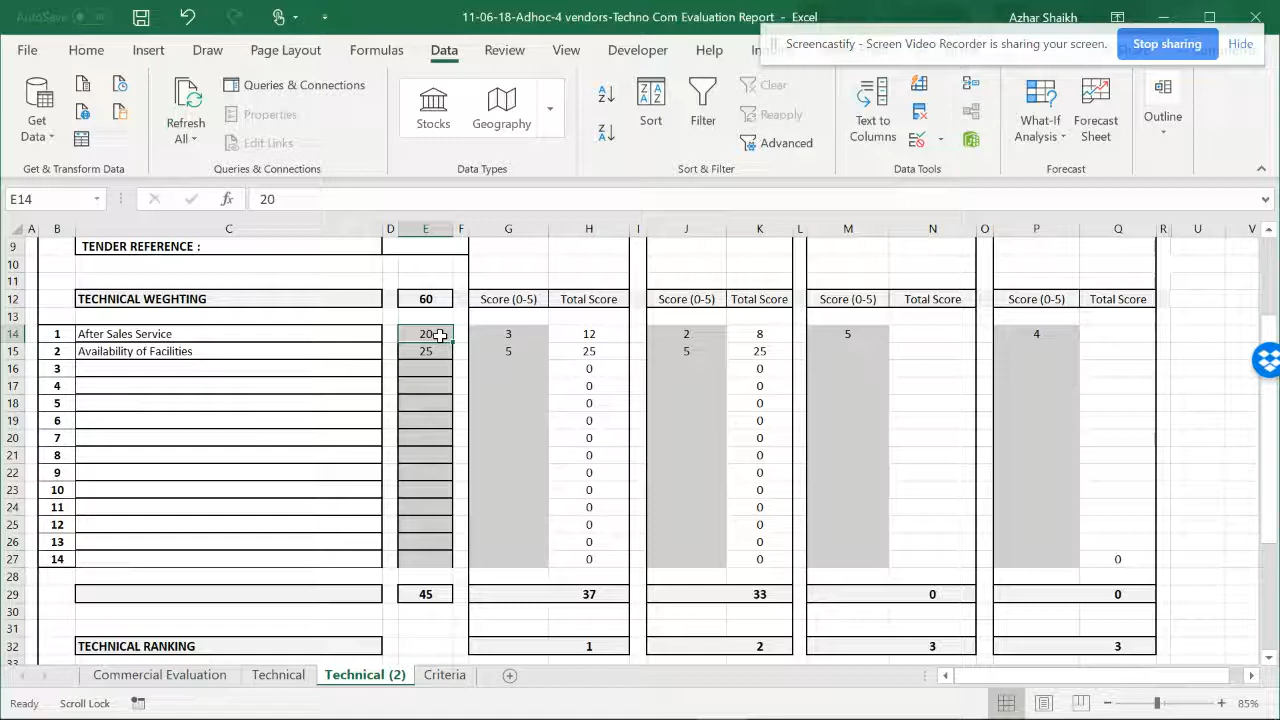 AutoSave
11-06-18-Adhoc-4 vendors-Techno Com Evaluation Report - Excel
Azhar Shaikh
File Home Insert Draw Page Layout Formulas Data Review View Developer Help
Screencastify - Screen Video Recorder is sharing your screen. Stop sharing Hide
Get Data
Refresh All
Queries & Connections
Properties
Edit Links
Stocks Geography
Sort Filter
Clear
Reapply
Advanced
Text to Columns
What-If Analysis
Forecast Sheet
Outline
Get & Transform Data Queries & Connections Data Types Sort & Filter Data Tools Forecast
E14 fx 20
A B C D E F G H I J K L M N O P Q R U V
9 TENDER REFERENCE :
10
11
12 TECHNICAL WEGHTING 60 Score (0-5) Total Score Score (0-5) Total Score Score (0-5) Total Score Score (0-5) Total Score
13
14 1 After Sales Service 20 3 12 2 8 5 4
15 2 Availability of Facilities 25 5 25 5 25
16 3 0 0
17 4 0 0
18 5 0 0
19 6 0 0
20 7 0 0
21 8 0 0
22 9 0 0
23 10 0 0
24 11 0 0
25 12 0 0
26 13 0 0
27 14 0 0 0
28
29 45 37 33 0 0
30
31
32 TECHNICAL RANKING 1 2 3 3
33
Commercial Evaluation Technical Technical (2) Criteria
Ready Scroll Lock 85%